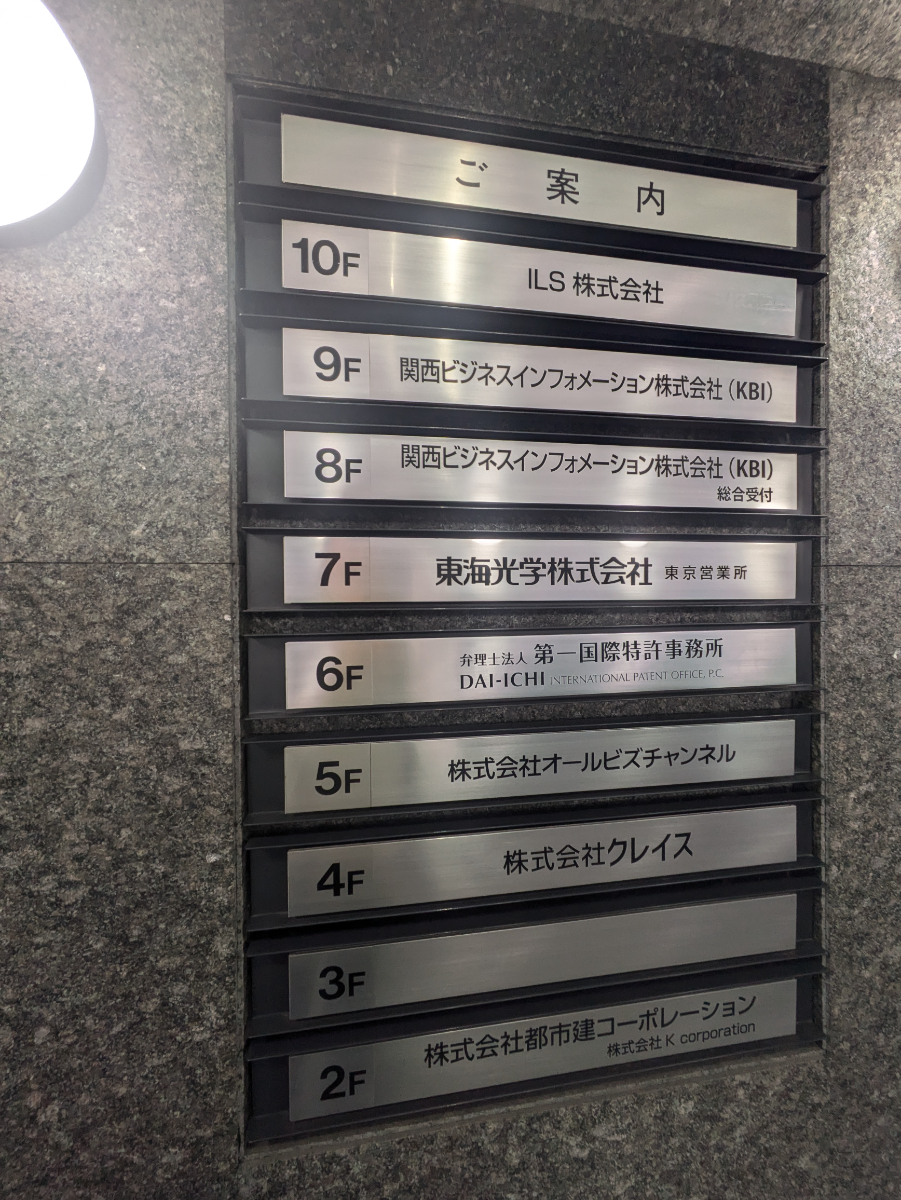 ご案内
10F ILS 株式会社
9F 関西ビジネスインフォメーション株式会社（KBI）
8F 関西ビジネスインフォメーション株式会社（KBI）
総合受付
7F 東海光学株式会社 東京営業所
6F 弁理士法人 第一国際特許事務所
DAI-ICHI INTERNATIONAL PATENT OFFICE, P.C.
5F 株式会社オールビズチャンネル
4F 株式会社クレイス
3F
2F 株式会社都市建コーポレーション
株式会社 K corporation